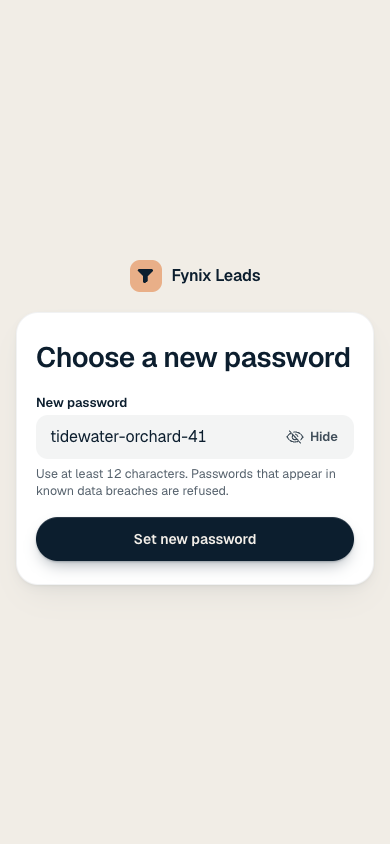 Fynix Leads
Choose a new password
New password
tidewater-orchard-41
Hide
Use at least 12 characters. Passwords that appear in
known data breaches are refused.
Set new password